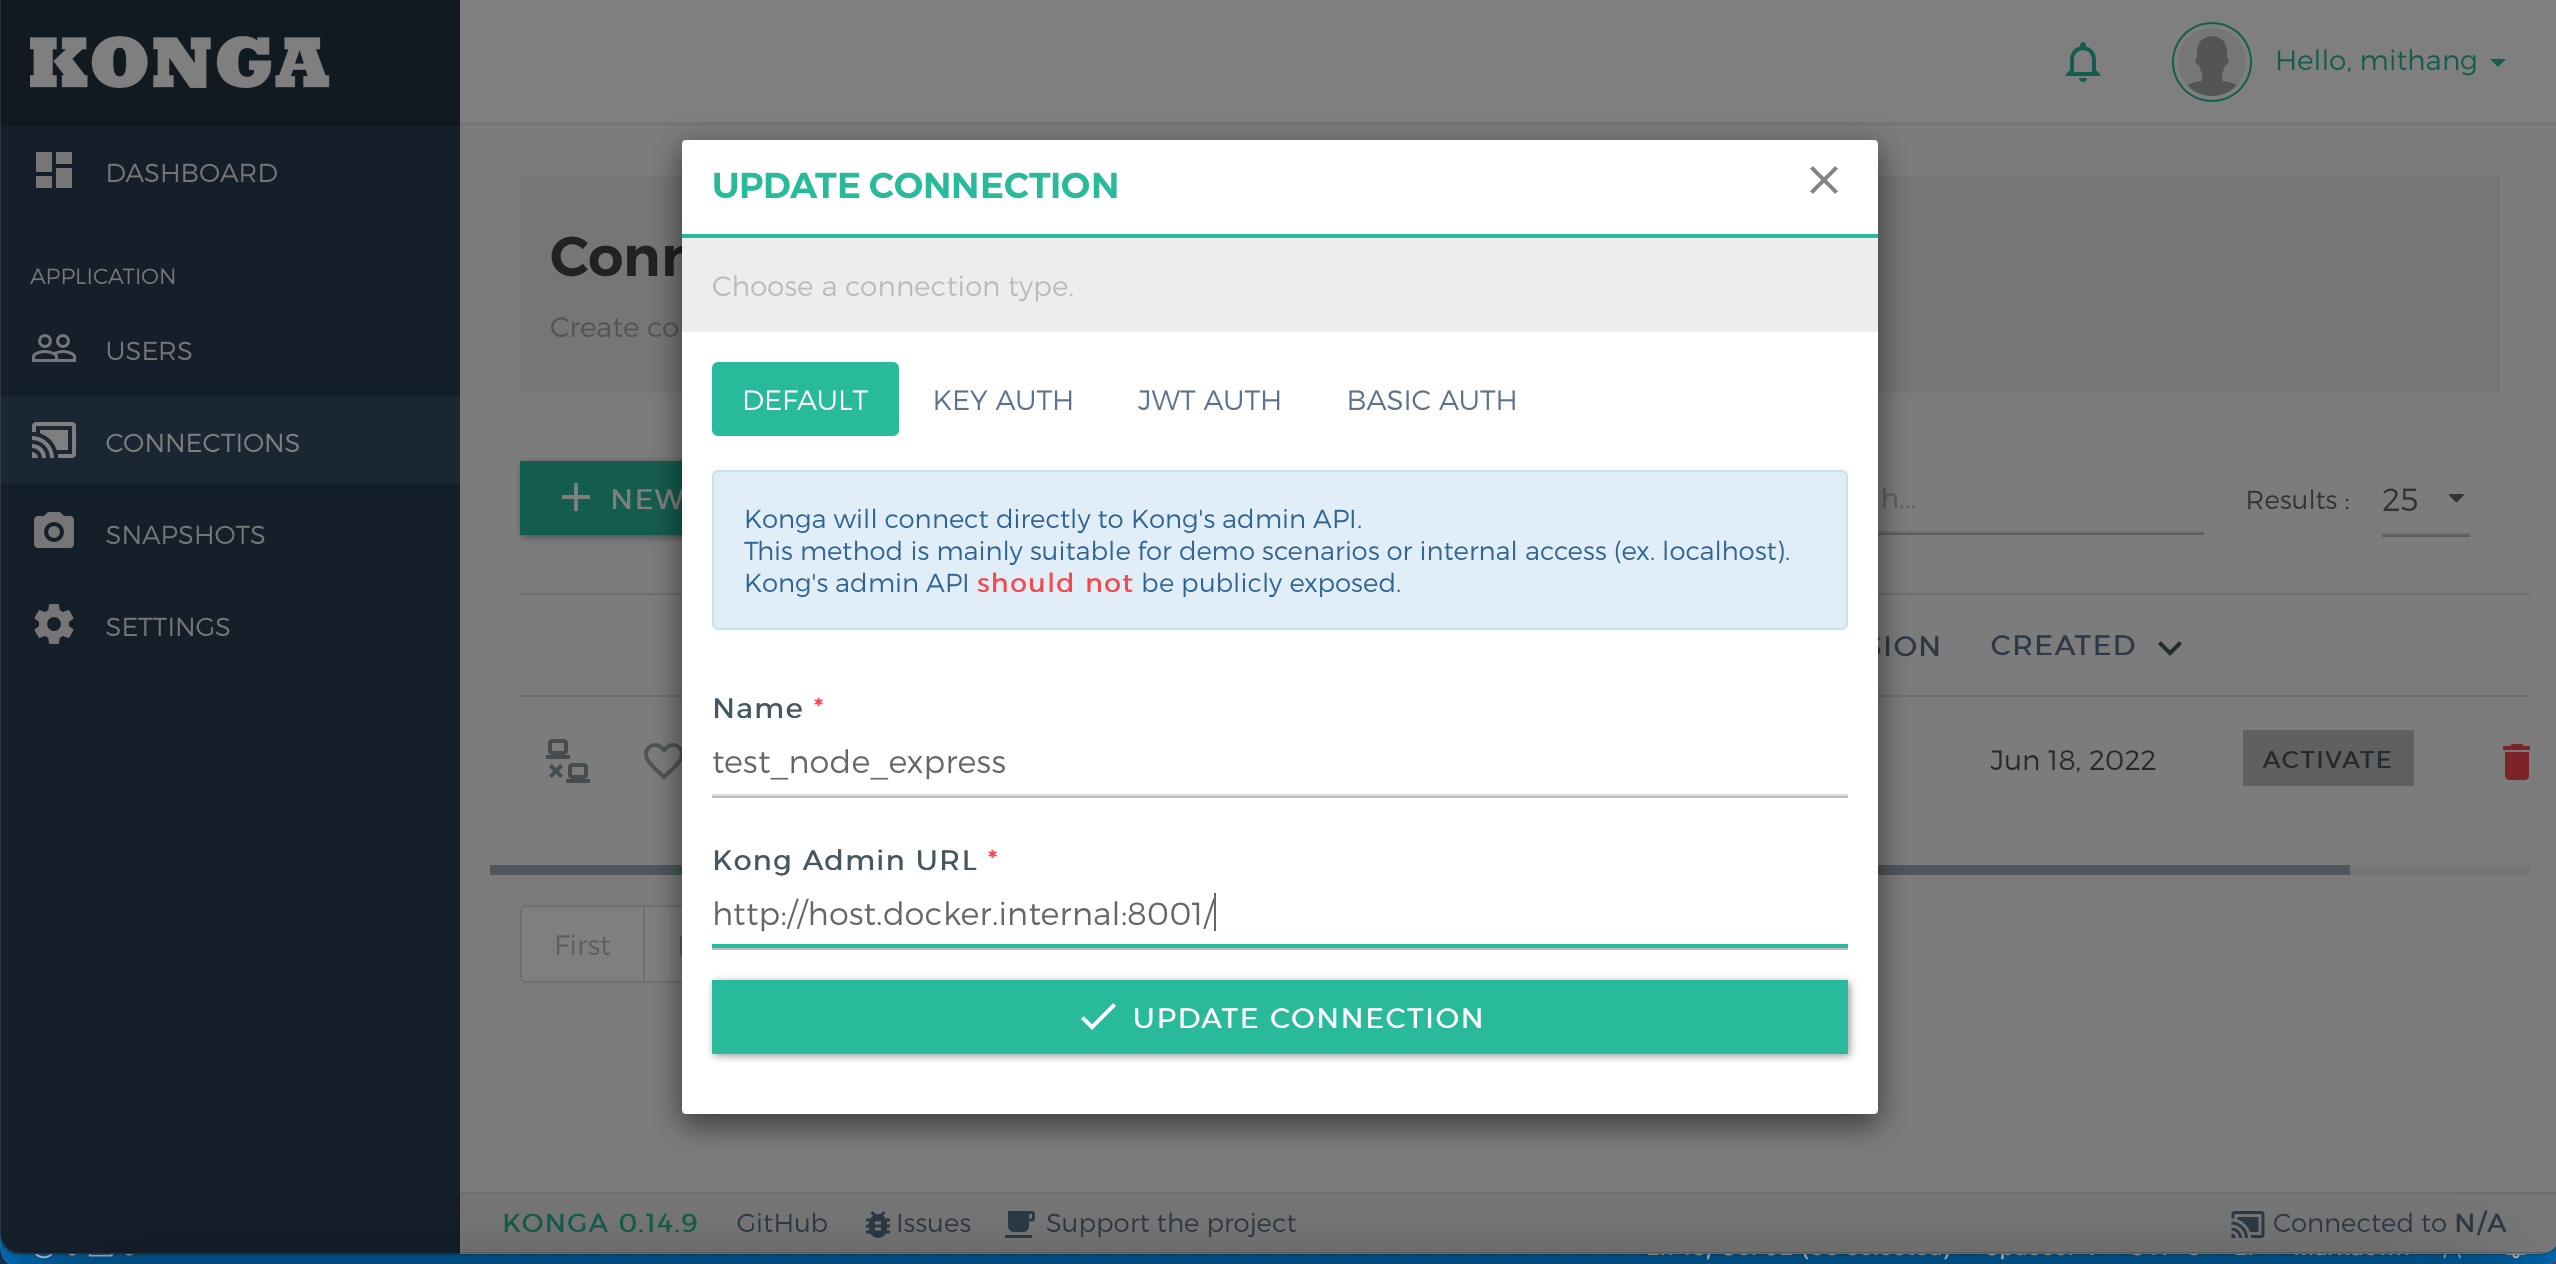 KONGA
Hello, mithang
DASHBOARD
APPLICATION
USERS
CONNECTIONS
SNAPSHOTS
SETTINGS
UPDATE CONNECTION
Choose a connection type.
DEFAULT KEY AUTH JWT AUTH BASIC AUTH
Konga will connect directly to Kong's admin API.
This method is mainly suitable for demo scenarios or internal access (ex. localhost).
Kong's admin API should not be publicly exposed.
Name *
test_node_express
Kong Admin URL *
http://host.docker.internal:8001/
UPDATE CONNECTION
Conn
Create co
NEW
Results : 25
CREATED
Jun 18, 2022 ACTIVATE
First
KONGA 0.14.9 GitHub Issues Support the project Connected to N/A